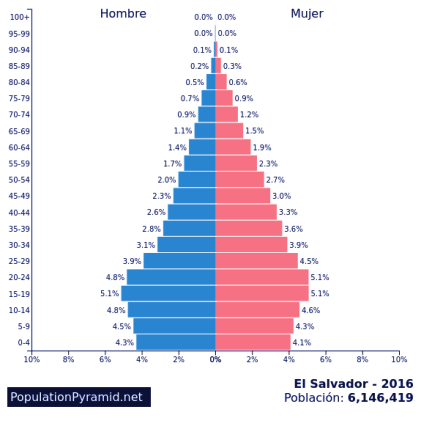 Hombre Mujer
100+ 0.0% 0.0%
95-99 0.0% 0.0%
90-94 0.1% 0.1%
85-89 0.2% 0.3%
80-84 0.5% 0.6%
75-79 0.7% 0.9%
70-74 0.9% 1.2%
65-69 1.1% 1.5%
60-64 1.4% 1.9%
55-59 1.7% 2.3%
50-54 2.0% 2.7%
45-49 2.3% 3.0%
40-44 2.6% 3.3%
35-39 2.8% 3.6%
30-34 3.1% 3.9%
25-29 3.9% 4.5%
20-24 4.8% 5.1%
15-19 5.1% 5.1%
10-14 4.8% 4.6%
5-9 4.5% 4.3%
0-4 4.3% 4.1%
10% 8% 6% 4% 2% 0% 2% 4% 6% 8% 10%
El Salvador - 2016
PopulationPyramid.net Población: 6,146,419